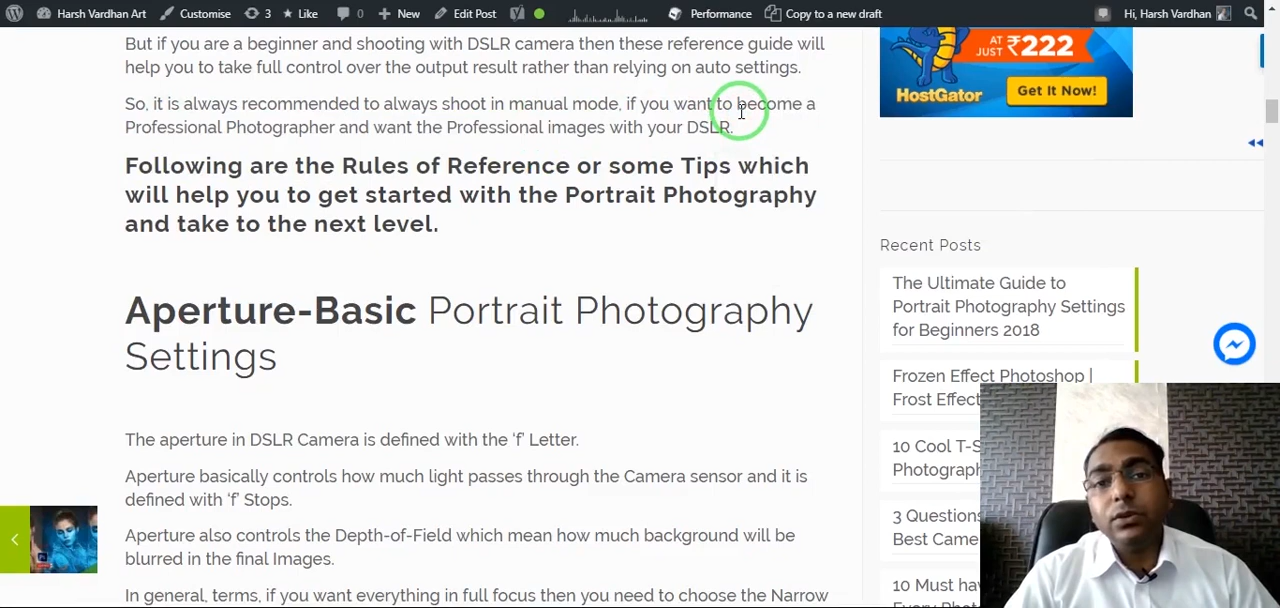 Harsh Vardhan Art Customise 3 Like 0 New Edit Post Performance Copy to a new draft Hi, Harsh Vardhan
But if you are a beginner and shooting with DSLR camera then these reference guide will
help you to take full control over the output result rather than relying on auto settings.
So, it is always recommended to always shoot in manual mode, if you want to become a
Professional Photographer and want the Professional images with your DSLR.
Following are the Rules of Reference or some Tips which
will help you to get started with the Portrait Photography
and take to the next level.
Aperture-Basic Portrait Photography
Settings
The aperture in DSLR Camera is defined with the ‘f’ Letter.
Aperture basically controls how much light passes through the Camera sensor and it is
defined with ‘f’ Stops.
Aperture also controls the Depth-of-Field which mean how much background will be
blurred in the final Images.
In general, terms, if you want everything in full focus then you need to choose the Narrow
AT
JUST ₹222
HostGator Get It Now!
Recent Posts
The Ultimate Guide to
Portrait Photography Settings
for Beginners 2018
Frozen Effect Photoshop |
Frost Effect
10 Cool T-S
Photograph
3 Questions
Best Came
10 Must hav